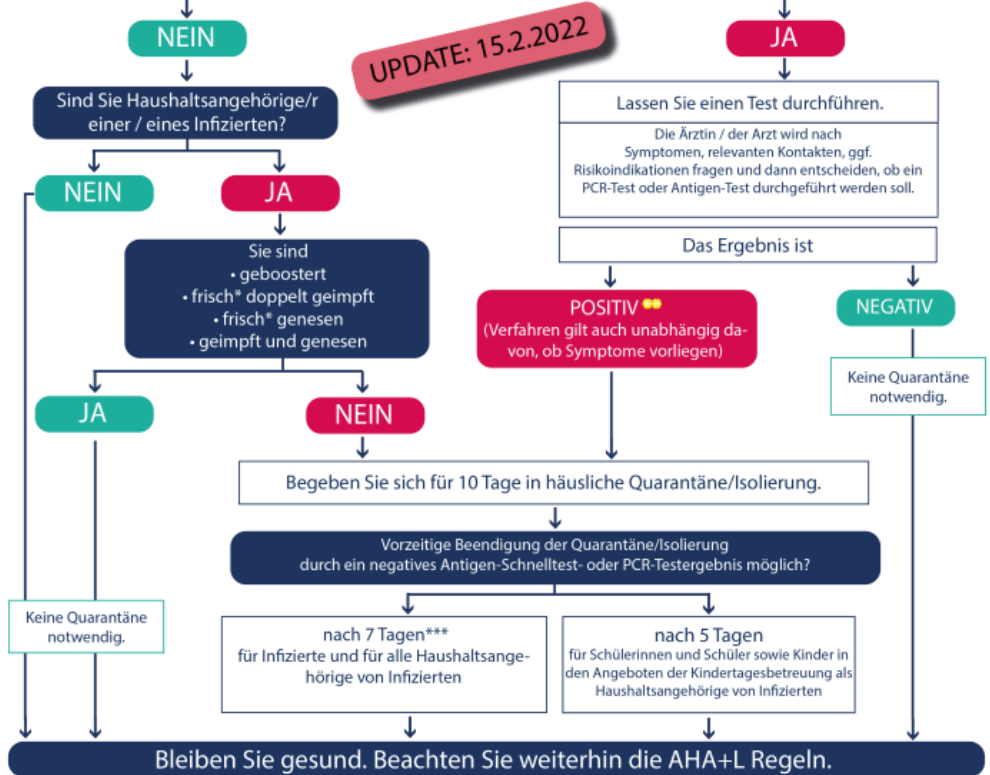 NEIN
UPDATE: 15.2.2022
JA
Sind Sie Haushaltsangehörige/r
einer / eines Infizierten?
NEIN
JA
Sie sind
• geboostert
• frisch* doppelt geimpft
• frisch* genesen
• geimpft und genesen
JA
NEIN
Lassen Sie einen Test durchführen.
Die Ärztin / der Arzt wird nach
Symptomen, relevanten Kontakten, ggf.
Risikoindikationen fragen und dann entscheiden, ob ein
PCR-Test oder Antigen-Test durchgeführt werden soll.
Das Ergebnis ist
POSITIV **
(Verfahren gilt auch unabhängig da-
von, ob Symptome vorliegen)
NEGATIV
Keine Quarantäne
notwendig.
Begeben Sie sich für 10 Tage in häusliche Quarantäne/Isolierung.
Vorzeitige Beendigung der Quarantäne/Isolierung
durch ein negatives Antigen-Schnelltest- oder PCR-Testergebnis möglich?
Keine Quarantäne
notwendig.
nach 7 Tagen***
für Infizierte und für alle Haushaltsange-
hörige von Infizierten
nach 5 Tagen
für Schülerinnen und Schüler sowie Kinder in
den Angeboten der Kindertagesbetreuung als
Haushaltsangehörige von Infizierten
Bleiben Sie gesund. Beachten Sie weiterhin die AHA+L Regeln.